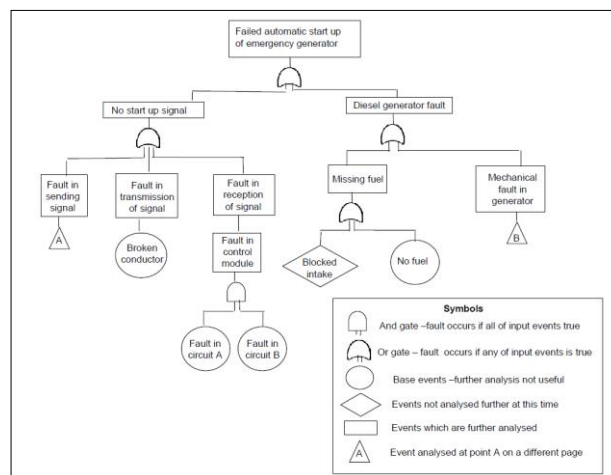 Failed automatic start up
of emergency generator
No start up signal
Diesel generator fault
Fault in
sending
signal
Fault in
transmission
of signal
Fault in
reception
of signal
Missing fuel
Mechanical
fault in
generator
A
Broken
conductor
Fault in
control
module
Blocked
intake
No fuel
B
Fault in
circuit A
Fault in
circuit B
Symbols
And gate –fault occurs if all of input events true
Or gate – fault occurs if any of input events is true
Base events –further analysis not useful
Events not analysed further at this time
Events which are further analysed
A
Event analysed at point A on a different page